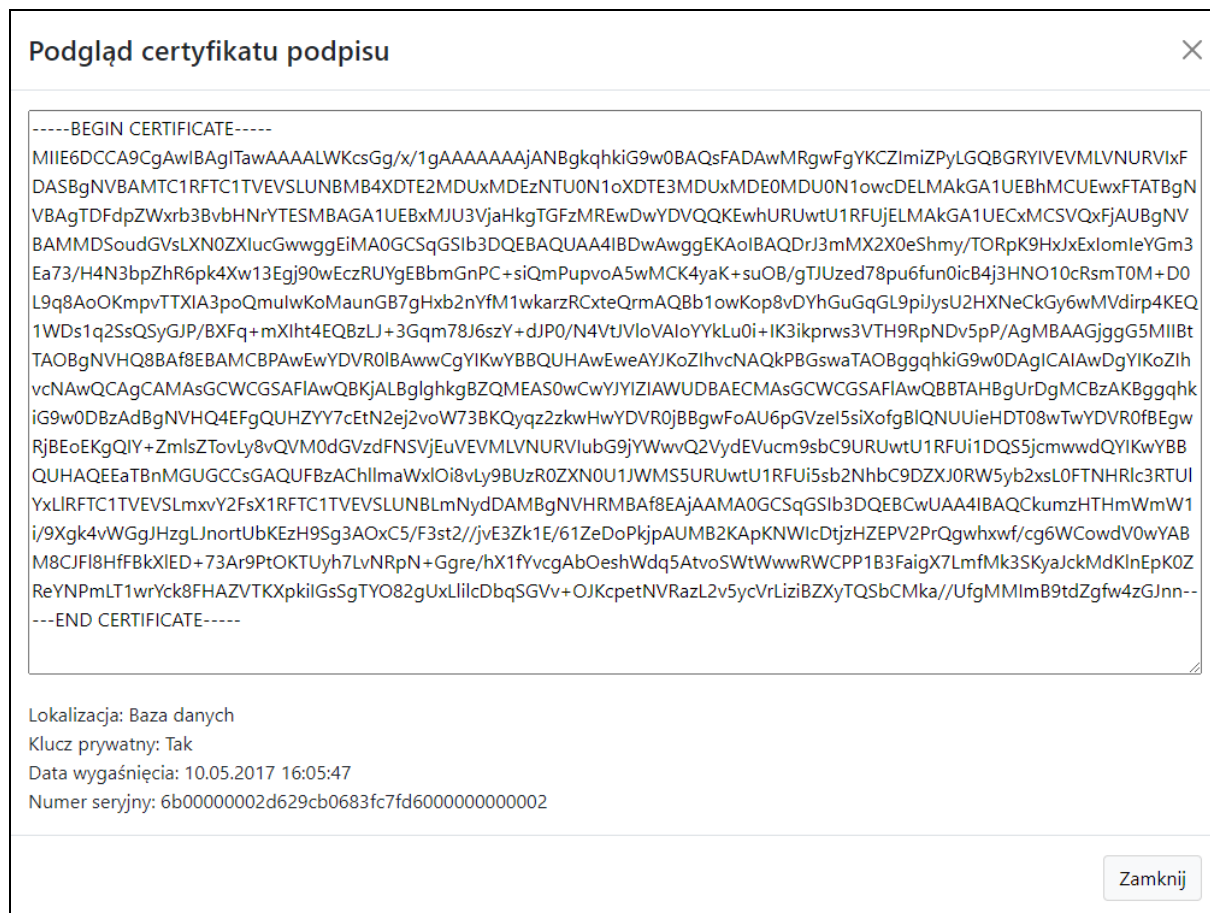 Podgląd certyfikatu podpisu
-----BEGIN CERTIFICATE-----
MIIE6DCCA9CgAwIBAgITawAAAALWKcsGg/x/1gAAAAAAAjANBgkqhkiG9w0BAQsFADAwMRgwFgYKCZImiZPyLGQBGRYIVEVMLVNURVIxF
DASBgNVBAMTC1RFTC1TVEVSLUNBMB4XDTE2MDUxMDEzNTU0N1oXDTE3MDUxMDE0MDU0N1owcDELMAkGA1UEBhMCUEwxFTATBgN
VBAgTDFdpZWxrb3BvbHNrYTESMBAGA1UEBxMJU3VjaHkgTGFzMREwDwYDVQQKEwhURUwtU1RFUjELMAkGA1UECxMCSVQxFjAUBgNV
BAMMDSoudGVsLXN0ZXIucGwwggEiMA0GCSqGSIb3DQEBAQUAA4IBDwAwggEKAoIBAQDrJ3mMX2X0eShmy/TORpK9HxJxExIomIeYGm3
Ea73/H4N3bpZhR6pk4Xw13Egj90wEczRUYgEBbmGnPC+siQmPupvoA5wMCK4yaK+suOB/gTJUzed78pu6fun0icB4j3HNO10cRsmT0M+D0
L9q8AoOKmpvTTXIA3poQmuIwKoMaunGB7gHxb2nYfM1wkarzRCxteQrmAQBb1owKop8vDYhGuGqGL9piJysU2HXNeCkGy6wMVdirp4KEQ
1WDs1q2SsQSyGJP/BXFq+mXIht4EQBzLJ+3Gqm78J6szY+dJP0/N4VtJVloVAIoYYkLu0i+IK3ikprws3VTH9RpNDv5pP/AgMBAAGjggG5MIIBt
TAOBgNVHQ8BAf8EBAMCBPAwEwYDVR0lBAwwCgYIKwYBBQUHAwEweAYJKoZIhvcNAQkPBGswaTAOBggqhkiG9w0DAgICAIAwDgYIKoZIh
vcNAwQCAgCAMAsGCWCGSAFlAwQBKjALBglghkgBZQMEAS0wCwYJYIZIAWUDBAECMAsGCWCGSAFlAwQBBTAHBgUrDgMCBzAKBggqhk
iG9w0DBzAdBgNVHQ4EFgQUHZYY7cEtN2ej2voW73BKQyqz2zkwHwYDVR0jBBgwFoAU6pGVzeI5siXofgBlQNUUieHDT08wTwYDVR0fBEgw
RjBEoEKgQIY+ZmlsZTovLy8vQVM0dGVzdFNSVjEuVEVMLVNURVIubG9jYWwvQ2VydEVucm9sbC9URUwtU1RFUi1DQS5jcmwwdQYIKwYBB
QUHAQEEaTBnMGUGCCsGAQUFBzAChllmaWxlOi8vLy9BUzR0ZXN0U1JWMS5URUwtU1RFUi5sb2NhbC9DZXJ0RW5yb2xsL0FTNHRlc3RTUl
YxLlRFTC1TVEVSLmxvY2FsX1RFTC1TVEVSLUNBLmNydDAMBgNVHRMBAf8EAjAAMA0GCSqGSIb3DQEBCwUAA4IBAQCkumzHTHmWmW1
i/9Xgk4vWGgJHzgLJnortUbKEzH9Sg3AOxC5/F3st2//jvE3Zk1E/61ZeDoPkjpAUMB2KApKNWIcDtjzHZEPV2PrQgwhxwf/cg6WCowdV0wYAB
M8CJFl8HfFBkXlED+73Ar9PtOKTUyh7LvNRpN+Ggre/hX1fYvcgAbOeshWdq5AtvoSWtWwwRWCPP1B3FaigX7LmfMk3SKyaJckMdKlnEpK0Z
ReYNPmLT1wrYck8FHAZVTKXpkiIGsSgTYO82gUxLlilcDbqSGVv+OJKcpetNVRazL2v5ycVrLiziBZXyTQSbCMka//UfgMMImB9tdZgfw4zGJnn--
---END CERTIFICATE-----
Lokalizacja: Baza danych
Klucz prywatny: Tak
Data wygaśnięcia: 10.05.2017 16:05:47
Numer seryjny: 6b00000002d629cb0683fc7fd6000000000002
Zamknij